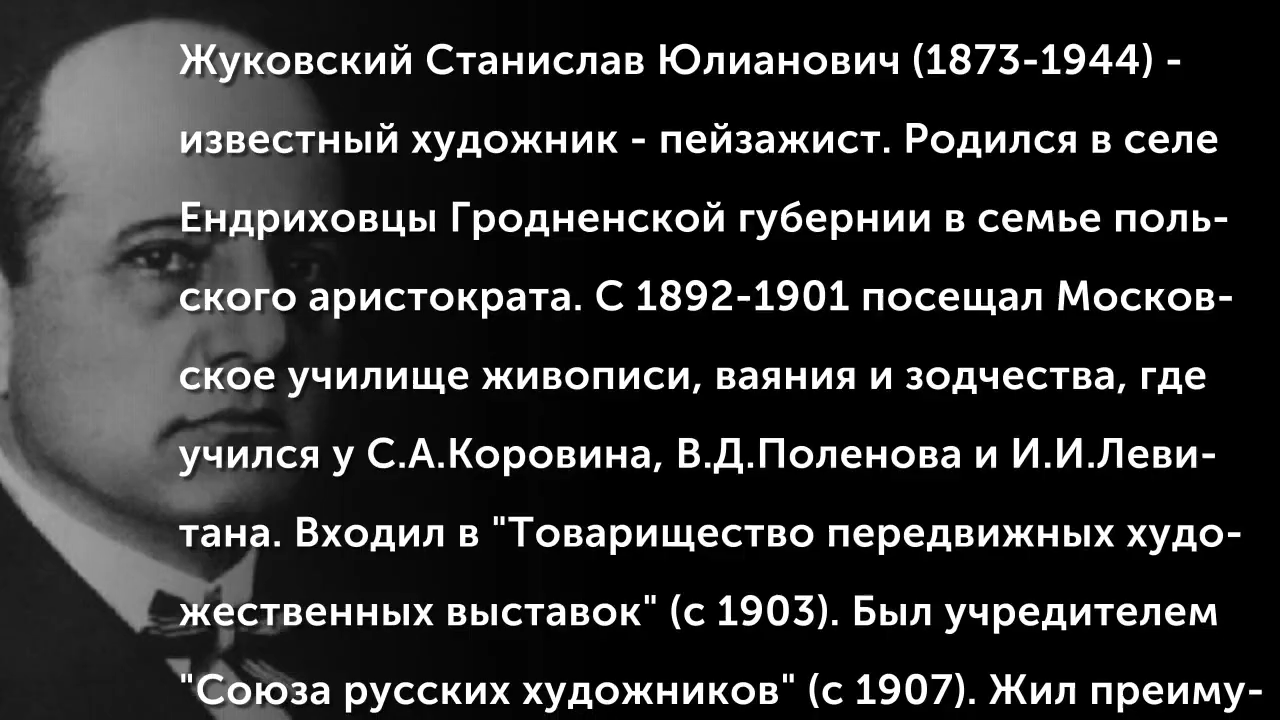 Жуковский Станислав Юлианович (1873-1944) -
известный художник - пейзажист. Родился в селе
Ендриховцы Гродненской губернии в семье поль-
ского аристократа. С 1892-1901 посещал Москов-
ское училище живописи, ваяния и зодчества, где
учился у С.А.Коровина, В.Д.Поленова и И.И.Леви-
тана. Входил в "Товарищество передвижных худо-
жественных выставок" (с 1903). Был учредителем
"Союза русских художников" (с 1907). Жил преиму-